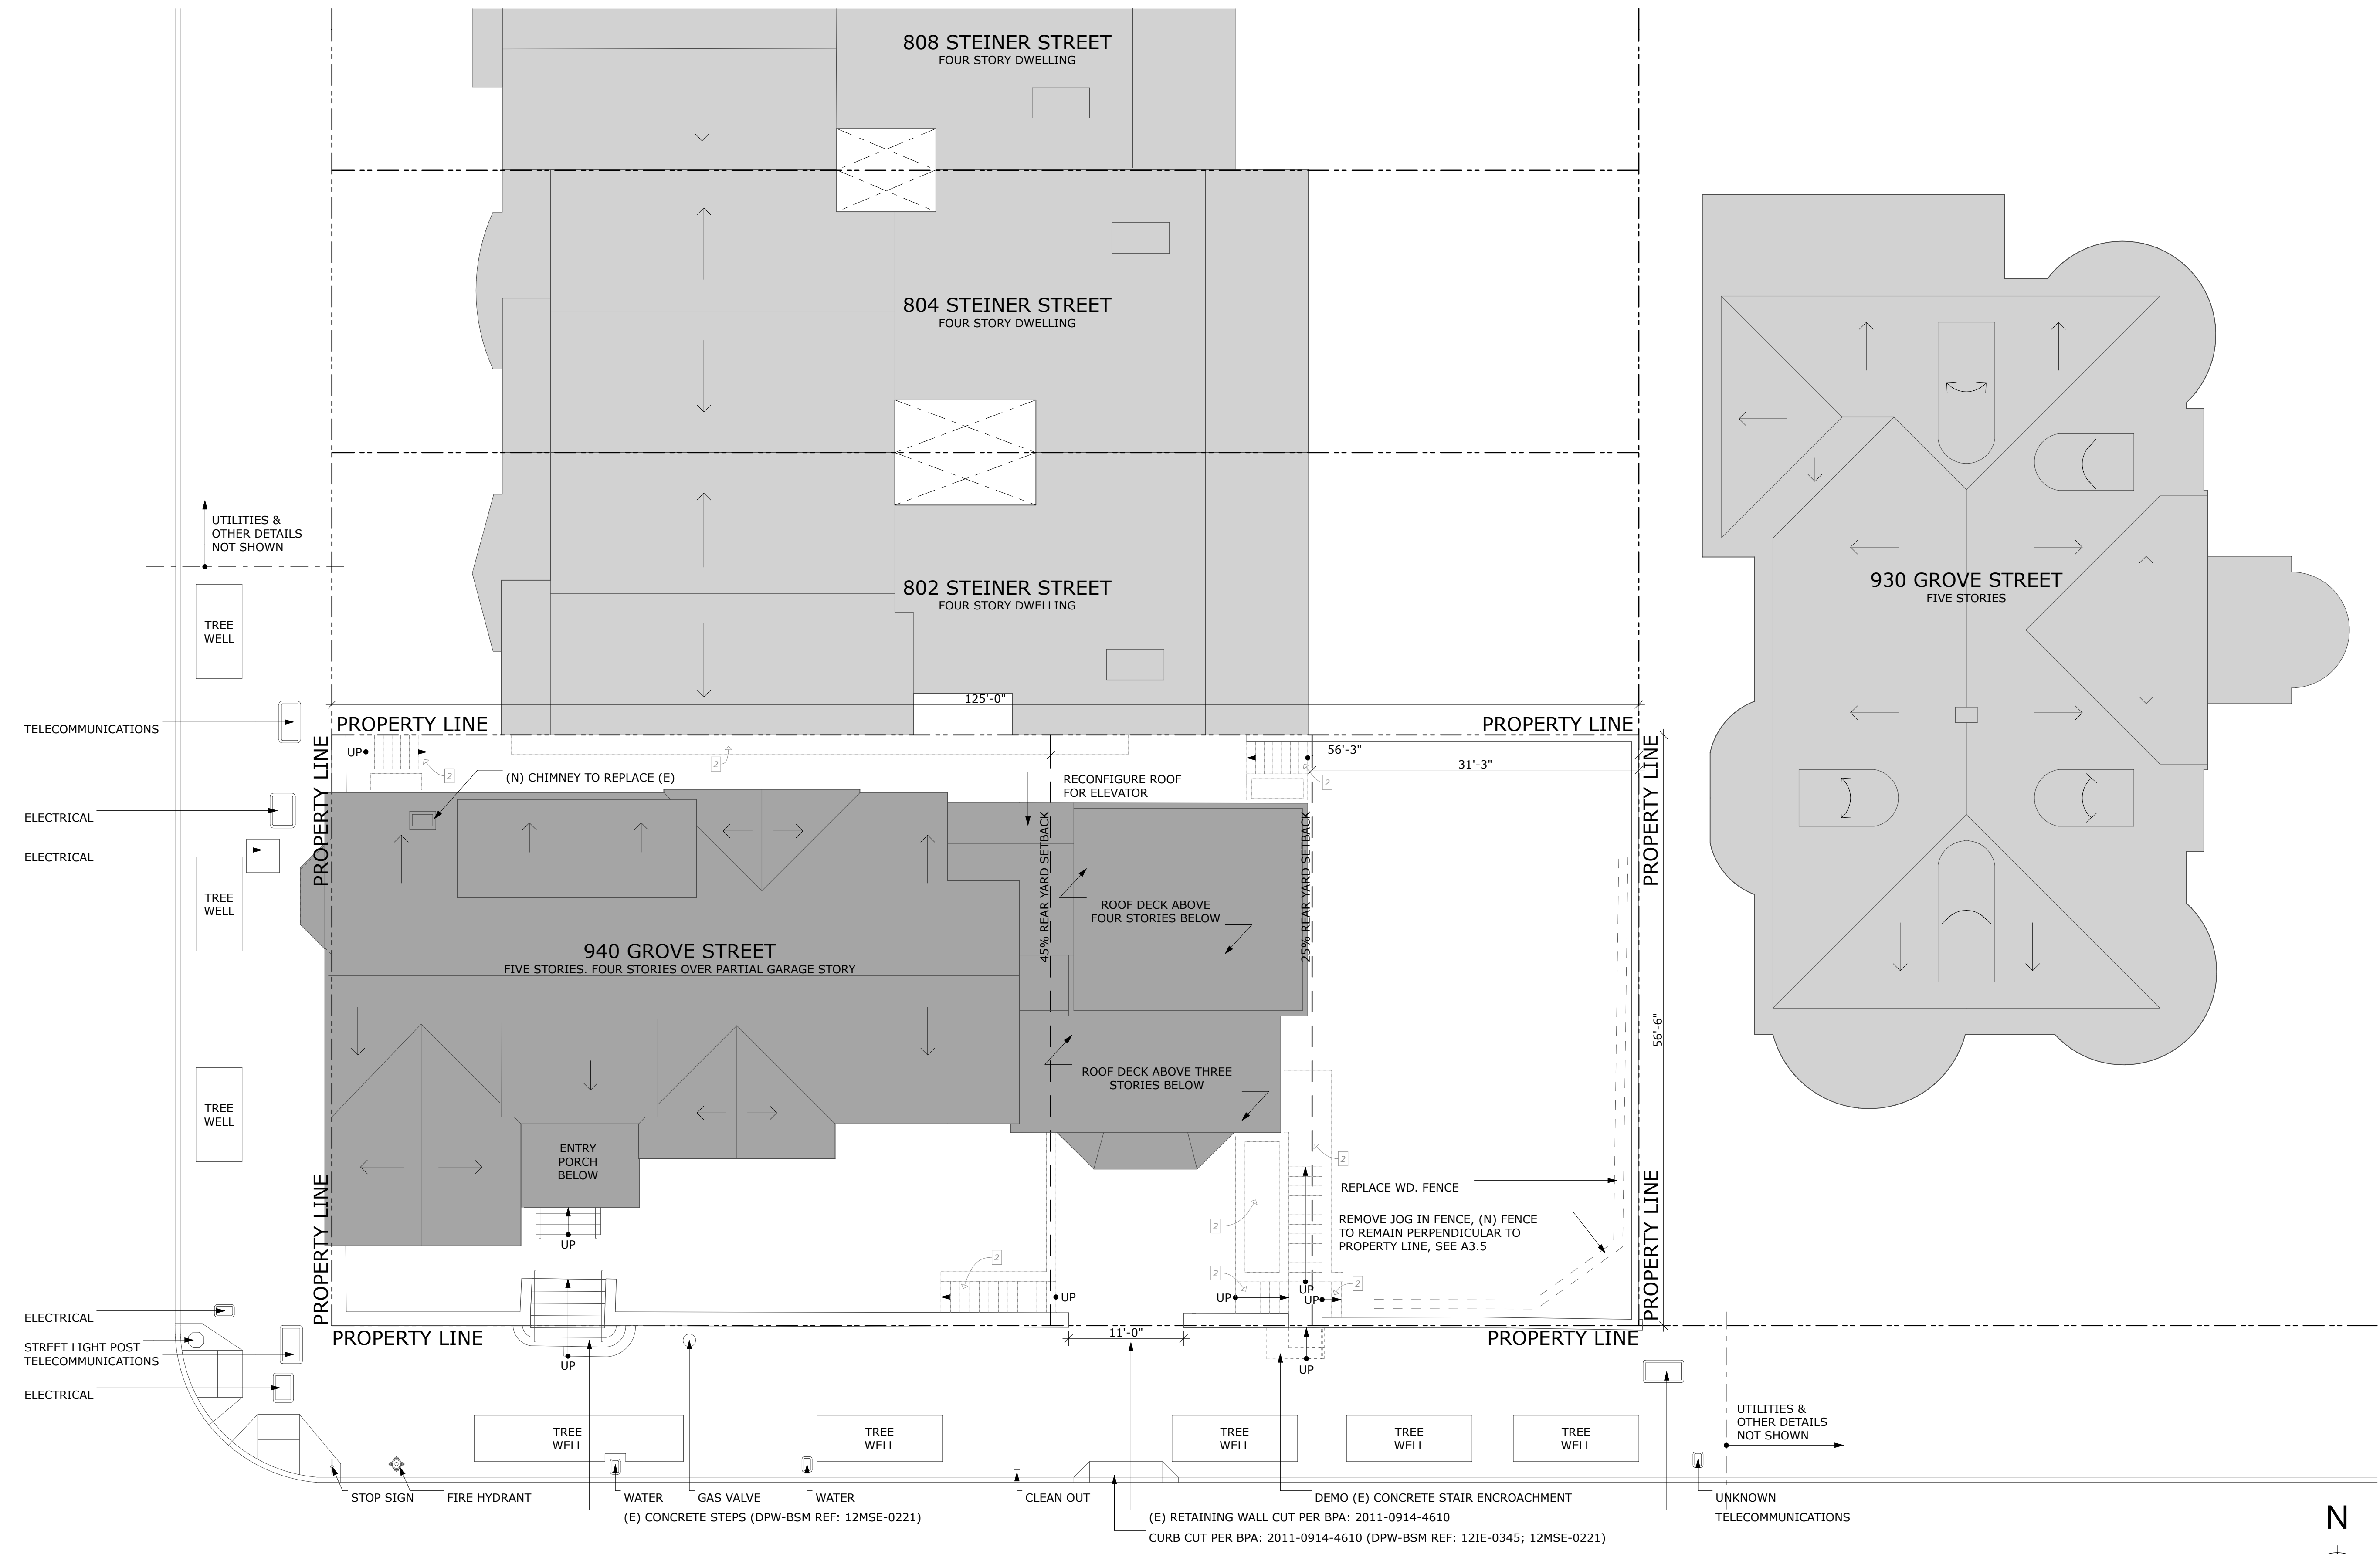 808 STEINER STREET
FOUR STORY DWELLING
804 STEINER STREET
FOUR STORY DWELLING
UTILITIES &
OTHER DETAILS
NOT SHOWN
802 STEINER STREET
FOUR STORY DWELLING
930 GROVE STREET
FIVE STORIES
TREE
WELL
125'-0"
TELECOMMUNICATIONS
PROPERTY LINE
PROPERTY LINE
PROPERTY LINE
PROPERTY LINE
UP
2
2
56'-3"
31'-3"
2
(N) CHIMNEY TO REPLACE (E)
RECONFIGURE ROOF
FOR ELEVATOR
ELECTRICAL
ELECTRICAL
TREE
WELL
45% REAR YARD SETBACK
25% REAR YARD SETBACK
ROOF DECK ABOVE
FOUR STORIES BELOW
940 GROVE STREET
FIVE STORIES. FOUR STORIES OVER PARTIAL GARAGE STORY
56'-6"
ROOF DECK ABOVE THREE
STORIES BELOW
TREE
WELL
ENTRY
PORCH
BELOW
2
REPLACE WD. FENCE
PROPERTY LINE
PROPERTY LINE
2
REMOVE JOG IN FENCE, (N) FENCE
TO REMAIN PERPENDICULAR TO
PROPERTY LINE, SEE A3.5
UP
2
2
2
UP
UP
UP
UP
ELECTRICAL
STREET LIGHT POST
TELECOMMUNICATIONS
PROPERTY LINE
11'-0"
PROPERTY LINE
UP
UP
ELECTRICAL
TREE
WELL
TREE
WELL
TREE
WELL
TREE
WELL
TREE
WELL
UTILITIES &
OTHER DETAILS
NOT SHOWN
STOP SIGN
FIRE HYDRANT
WATER
GAS VALVE
WATER
CLEAN OUT
DEMO (E) CONCRETE STAIR ENCROACHMENT
UNKNOWN
(E) CONCRETE STEPS (DPW-BSM REF: 12MSE-0221)
(E) RETAINING WALL CUT PER BPA: 2011-0914-4610
TELECOMMUNICATIONS
CURB CUT PER BPA: 2011-0914-4610 (DPW-BSM REF: 12IE-0345; 12MSE-0221)
N